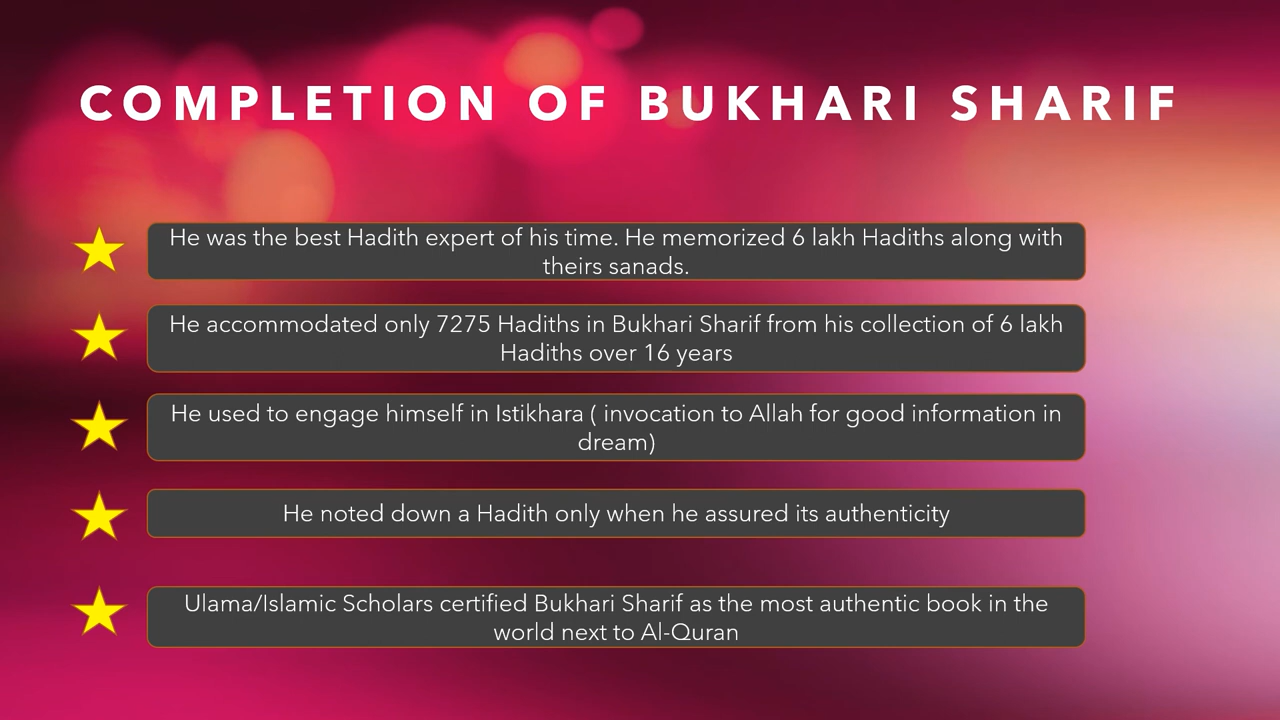 COMPLETION OF BUKHARI SHARIF
He was the best Hadith expert of his time. He memorized 6 lakh Hadiths along with
theirs sanads.
He accommodated only 7275 Hadiths in Bukhari Sharif from his collection of 6 lakh
Hadiths over 16 years
He used to engage himself in Istikhara ( invocation to Allah for good information in
dream)
He noted down a Hadith only when he assured its authenticity
Ulama/Islamic Scholars certified Bukhari Sharif as the most authentic book in the
world next to Al-Quran